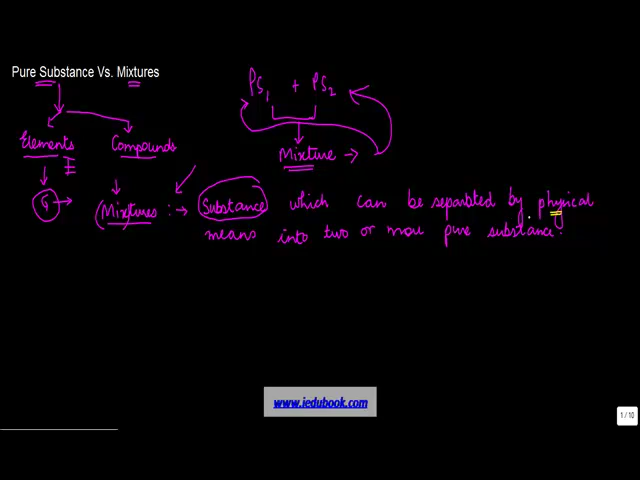 Pure Substance Vs. Mixtures
PS1 + PS2
Elements
Compounds
Mixture
Mixtures :→ Substance which can be separated by physical
means into two or more pure substance.
www.iedubook.com
1 / 10